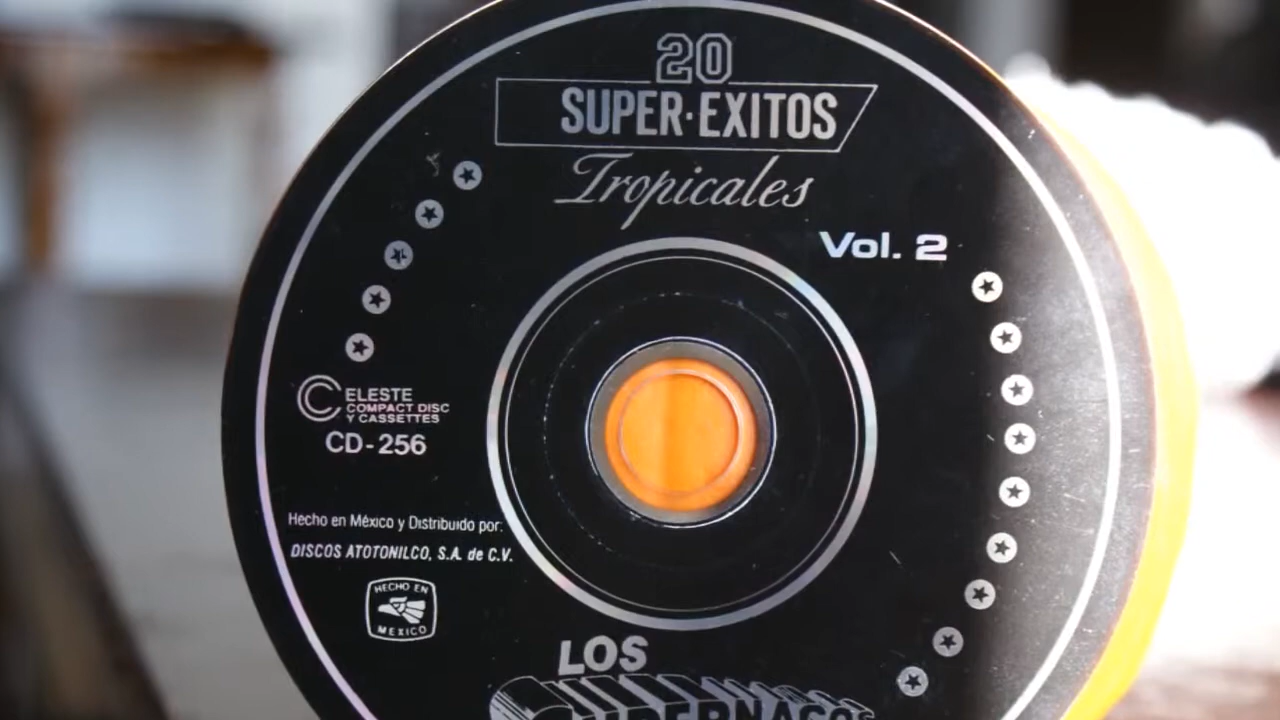 20
SUPER·EXITOS
Tropicales
Vol. 2
CELESTE
COMPACT DISC
Y CASSETTES
CD-256
Hecho en México y Distribuido por:
DISCOS ATOTONILCO, S.A. de C.V.
HECHO EN
MEXICO
LOS